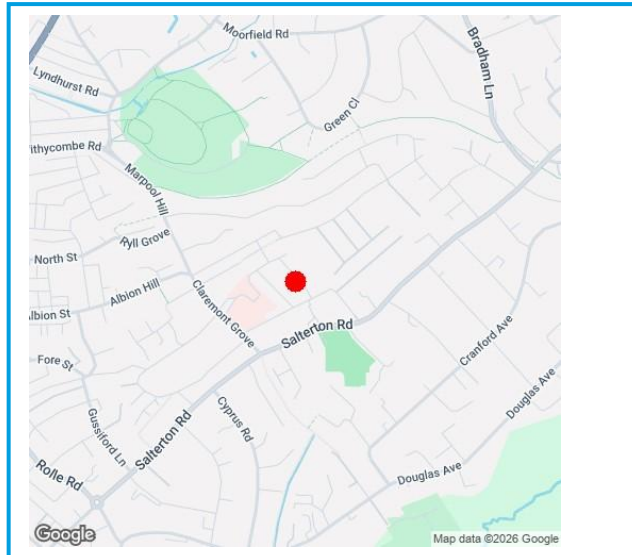 Moorfield Rd
Bradham Ln
Lyndhurst Rd
Green Cl
ithycombe Rd
Marpool Hill
Ryll Grove
North St
Albion Hill
Claremont Grove
Albion St
Salterton Rd
Cranford Ave
Fore St
Douglas Ave
Gussiford Ln
Cyprus Rd
Salterton Rd
Rolle Rd
Douglas Ave
Google
Map data ©2026 Google